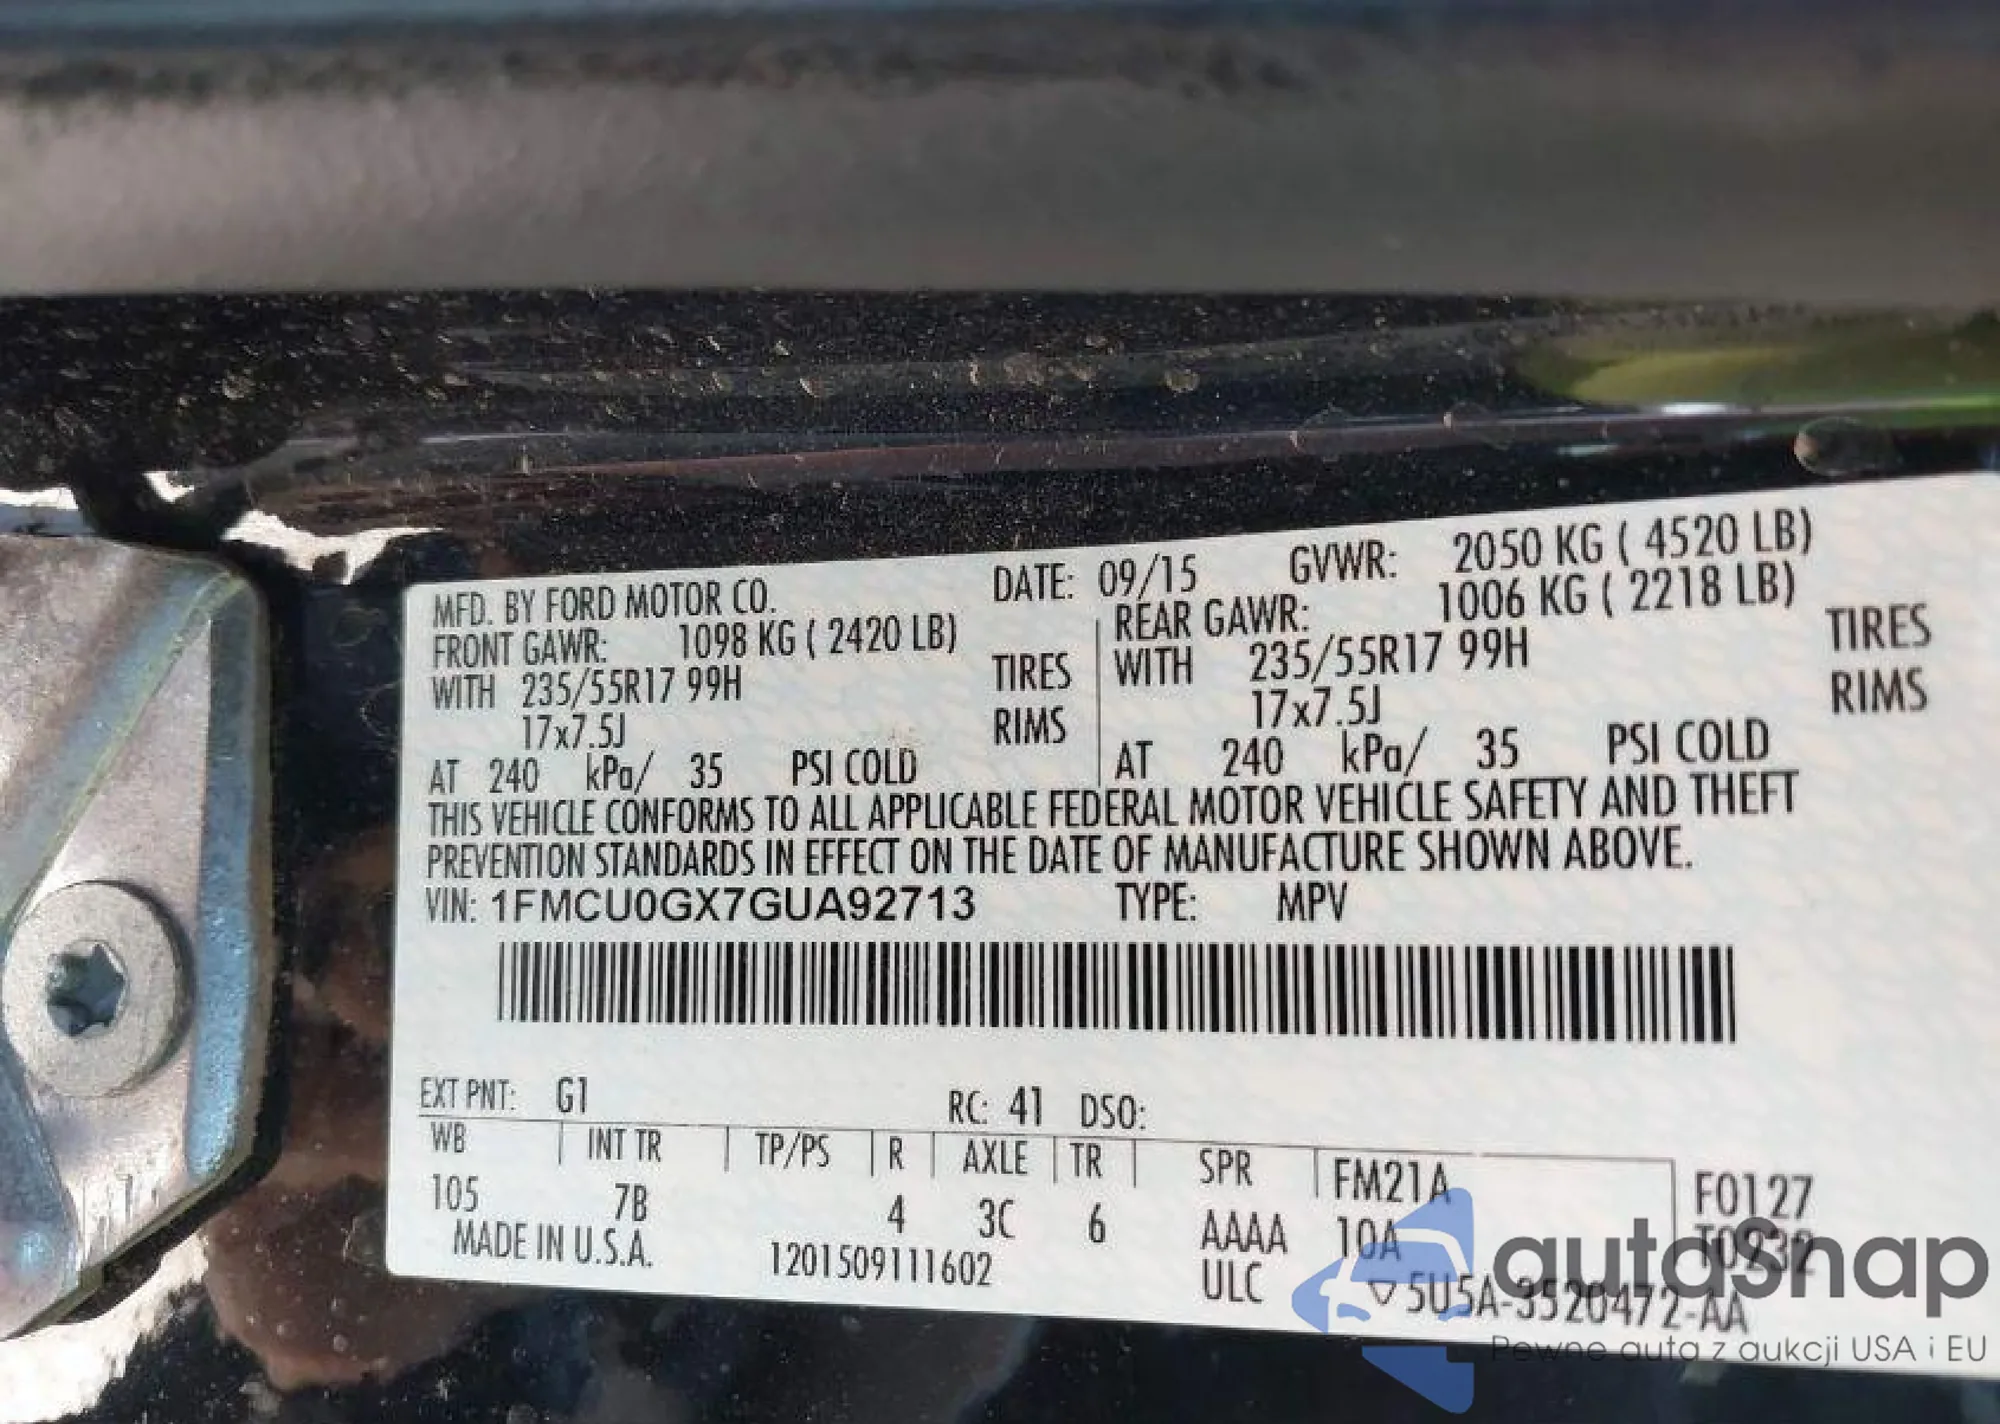 MFD. BY FORD MOTOR CO. DATE: 09/15 GVWR: 2050 KG ( 4520 LB)
FRONT GAWR: 1098 KG ( 2420 LB) REAR GAWR: 1006 KG ( 2218 LB)
WITH 235/55R17 99H TIRES WITH 235/55R17 99H TIRES
17x7.5J RIMS 17x7.5J RIMS
AT 240 kPa/ 35 PSI COLD AT 240 kPa/ 35 PSI COLD
THIS VEHICLE CONFORMS TO ALL APPLICABLE FEDERAL MOTOR VEHICLE SAFETY AND THEFT
PREVENTION STANDARDS IN EFFECT ON THE DATE OF MANUFACTURE SHOWN ABOVE.
VIN: 1FMCU0GX7GUA92713 TYPE: MPV
EXT PNT: G1 RC: 41 DSO:
WB INT TR TP/PS R AXLE TR SPR FM21A F0127
105 7B 4 3C 6 AAAA 10A T0932
MADE IN U.S.A. 1201509111602 ULC ▽ 5U5A-3520472-AA
autoSnap
Pewne auta z aukcji USA i EU